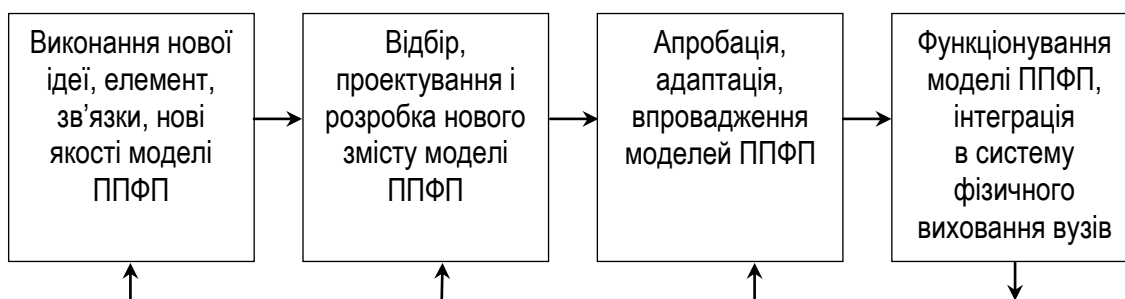 Виконання нової
ідеї, елемент,
зв’язки, нові
якості моделі
ППФП
Відбір,
проектування і
розробка нового
змісту моделі
ППФП
Апробація,
адаптація,
впровадження
моделей ППФП
Функціонування
моделі ППФП,
інтеграція
в систему
фізичного
виховання вузів